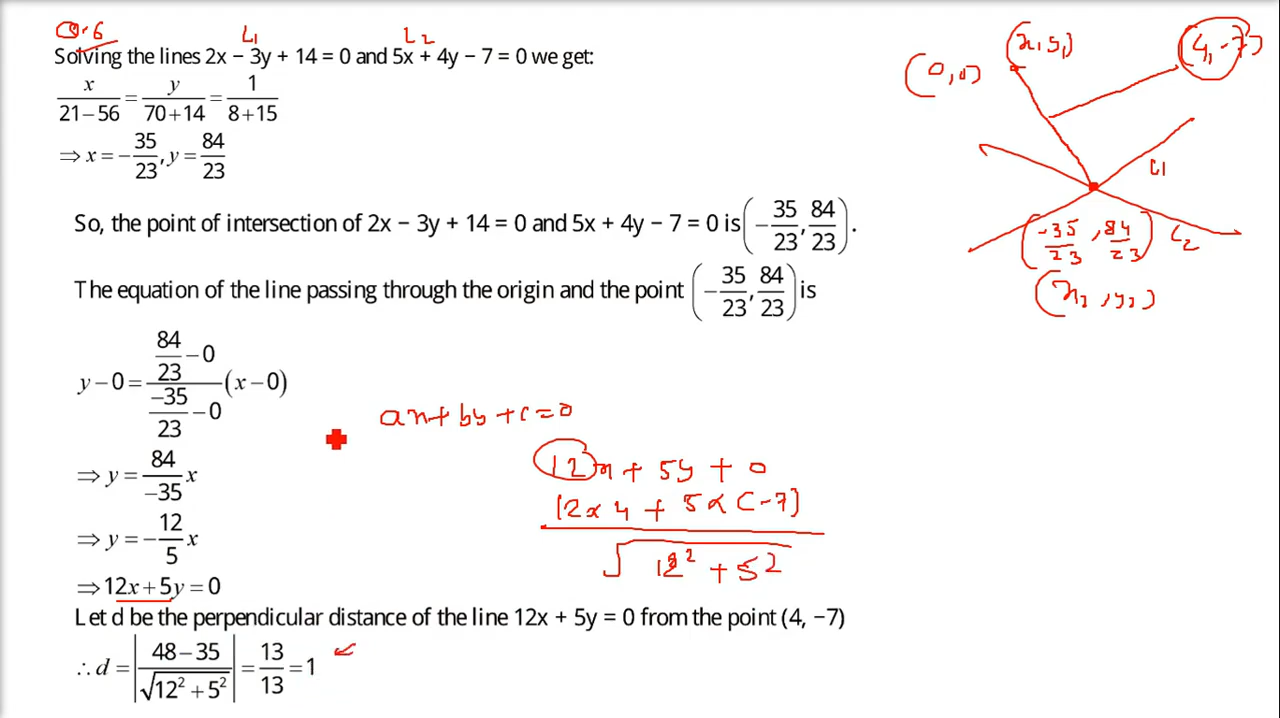 Q.6
L1 L2
Solving the lines 2x − 3y + 14 = 0 and 5x + 4y − 7 = 0 we get:
x/(21−56) = y/(70+14) = 1/(8+15)
⇒ x = −35/23, y = 84/23
So, the point of intersection of 2x − 3y + 14 = 0 and 5x + 4y − 7 = 0 is (−35/23, 84/23).
The equation of the line passing through the origin and the point (−35/23, 84/23) is
y−0 = (84/23 −0)/(−35/23 −0) (x−0)
⇒ y = 84/−35 x
⇒ y = −12/5 x
⇒ 12x+5y = 0
Let d be the perpendicular distance of the line 12x + 5y = 0 from the point (4, −7)
∴ d = |(48−35)/√(12²+5²)| = 13/13 = 1
ax+by+c=0
12x + 5y + 0
12×4 + 5×(-7)
√(12² + 5²)
(x1, y1)
(4, -7)
(0, 0)
L1
(-35/23, 84/23)
L2
(x2, y2)